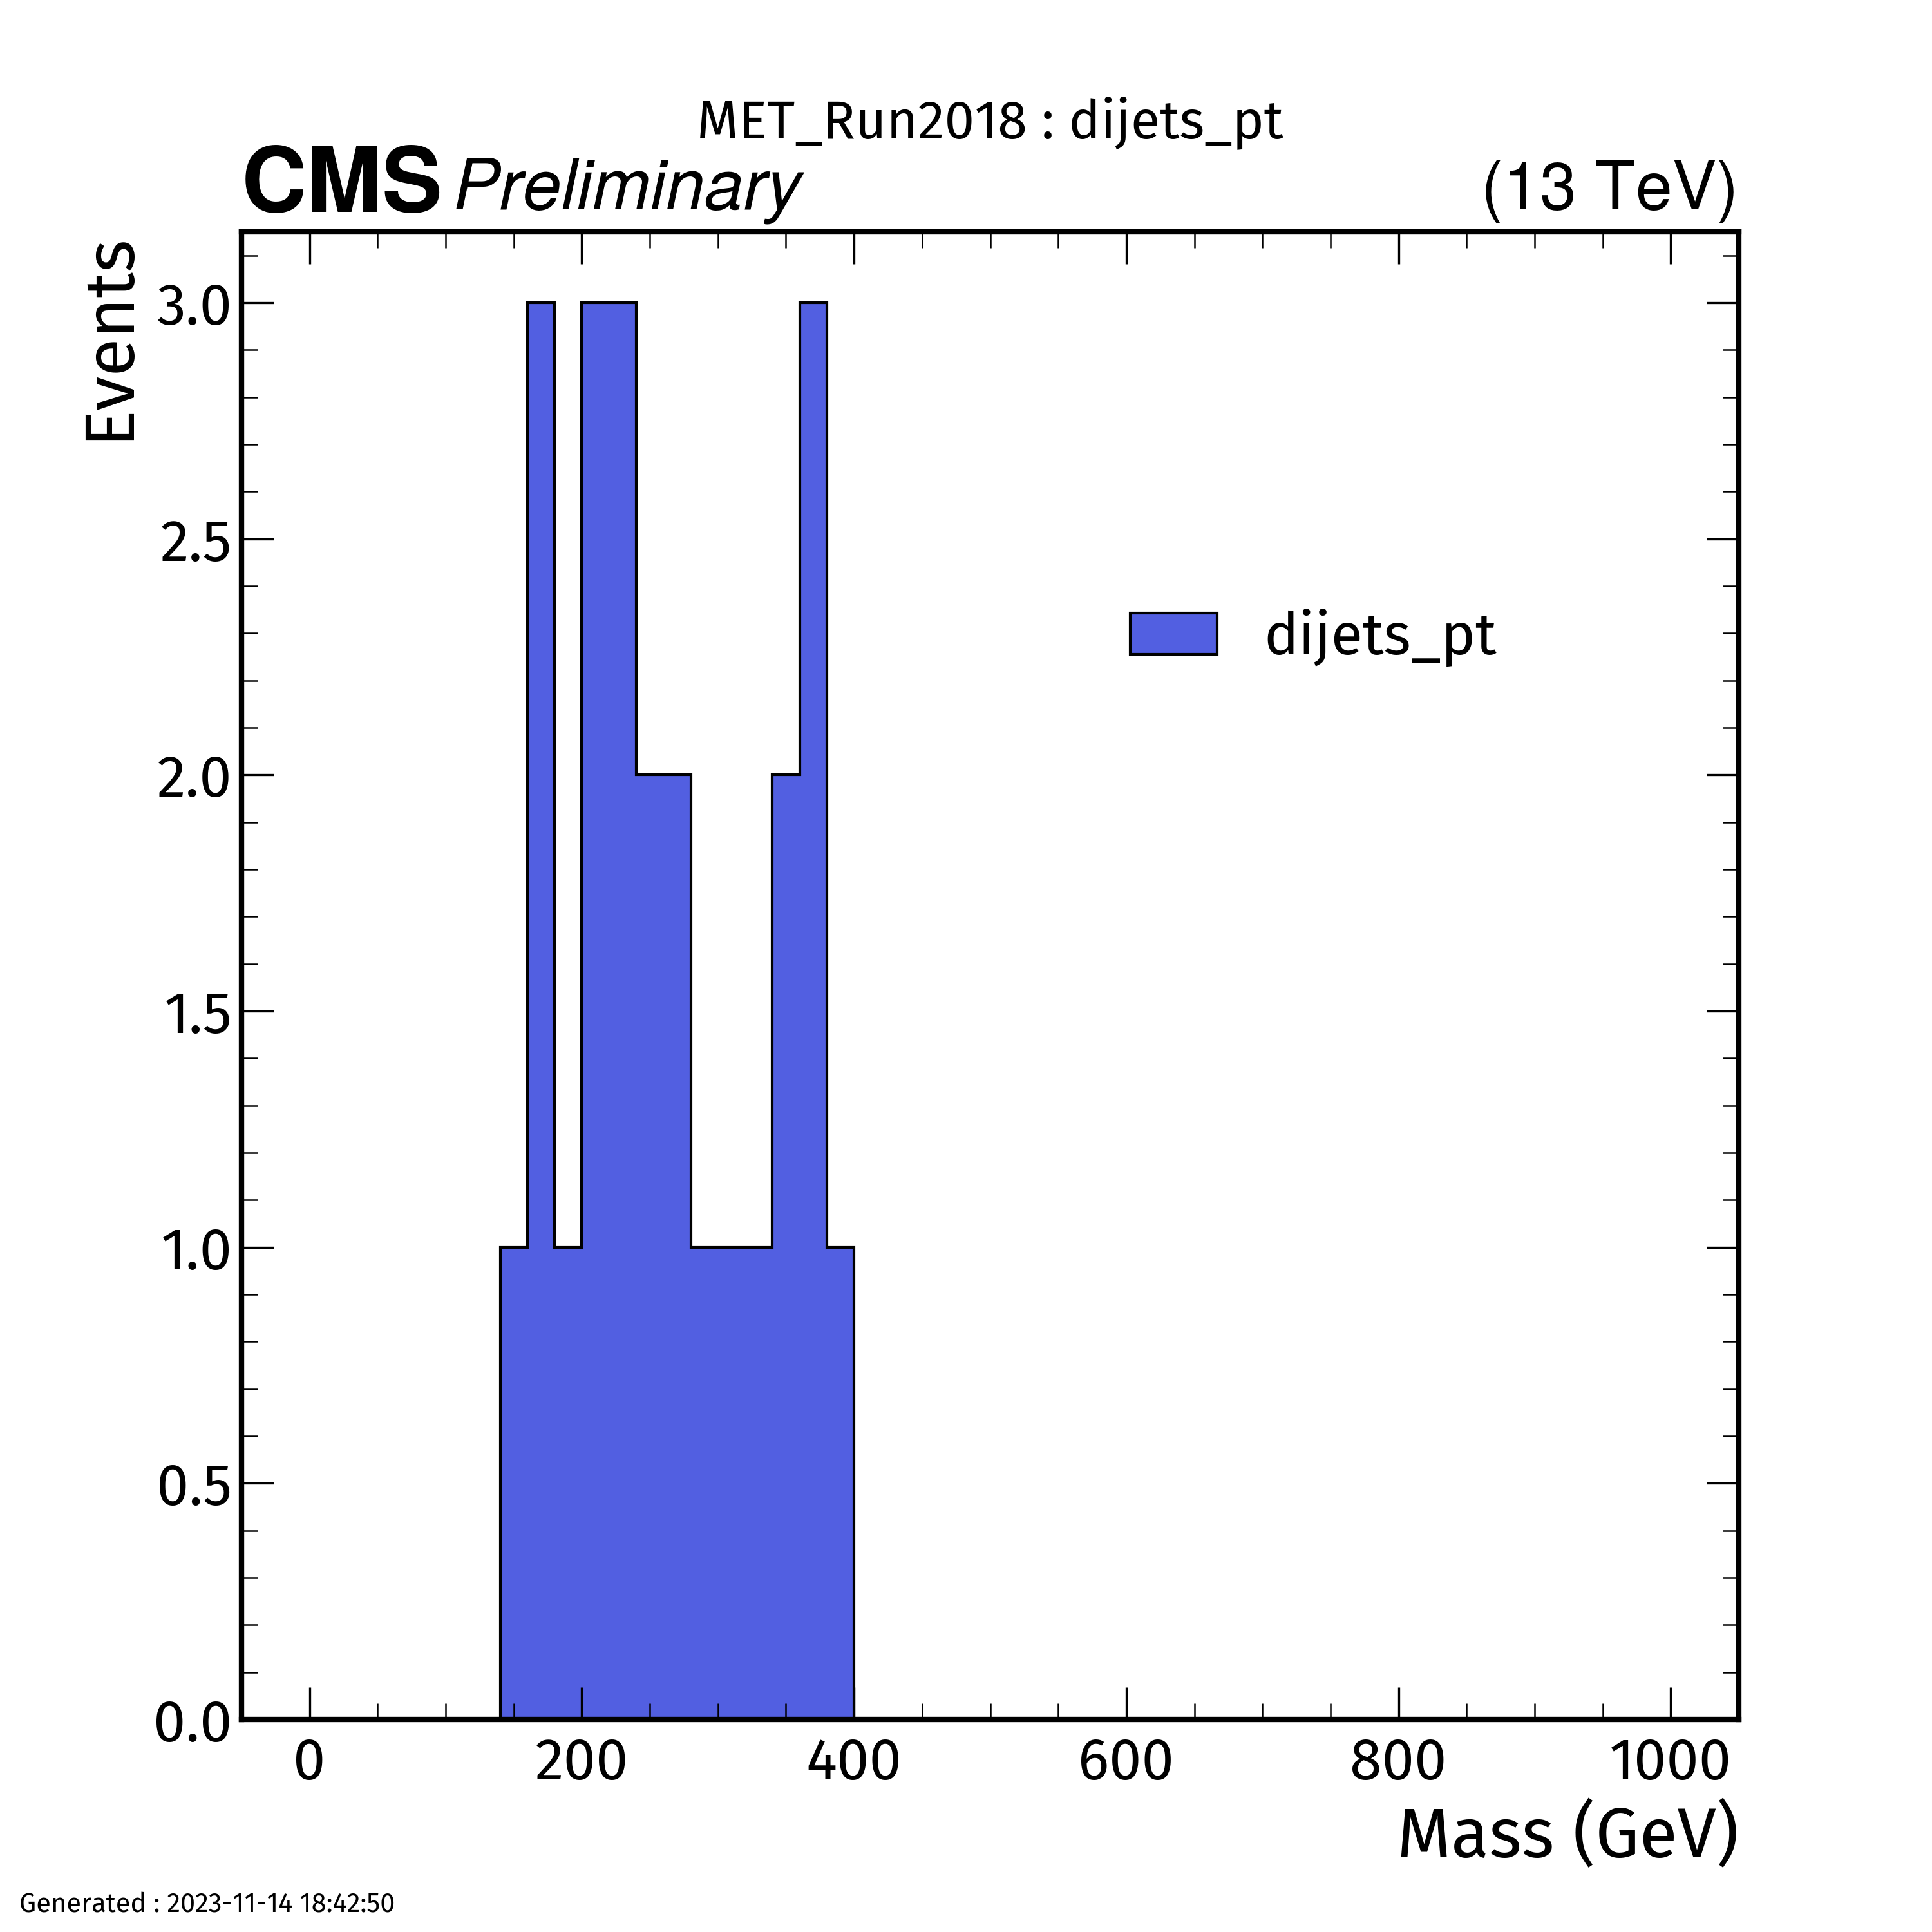 MET_Run2018 : dijets_pt
CMS Preliminary (13 TeV)
Events
3.0
2.5
2.0
1.5
1.0
0.5
0.0
dijets_pt
0 200 400 600 800 1000
Mass (GeV)
Generated : 2023-11-14 18:42:50